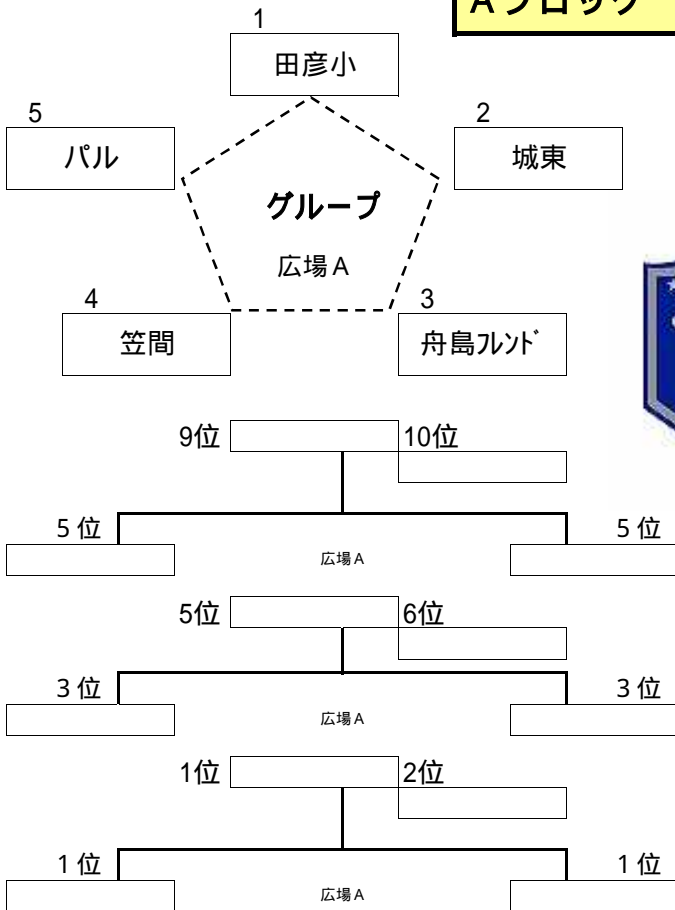 Aブロック
1
田彦小
5
2
パル
城東
グループ
広場A
4
3
笠間
舟島ﾌﾚﾝﾄﾞ
9位
10位
5位
5位
広場A
5位
6位
3位
3位
広場A
1位
2位
1位
1位
広場A